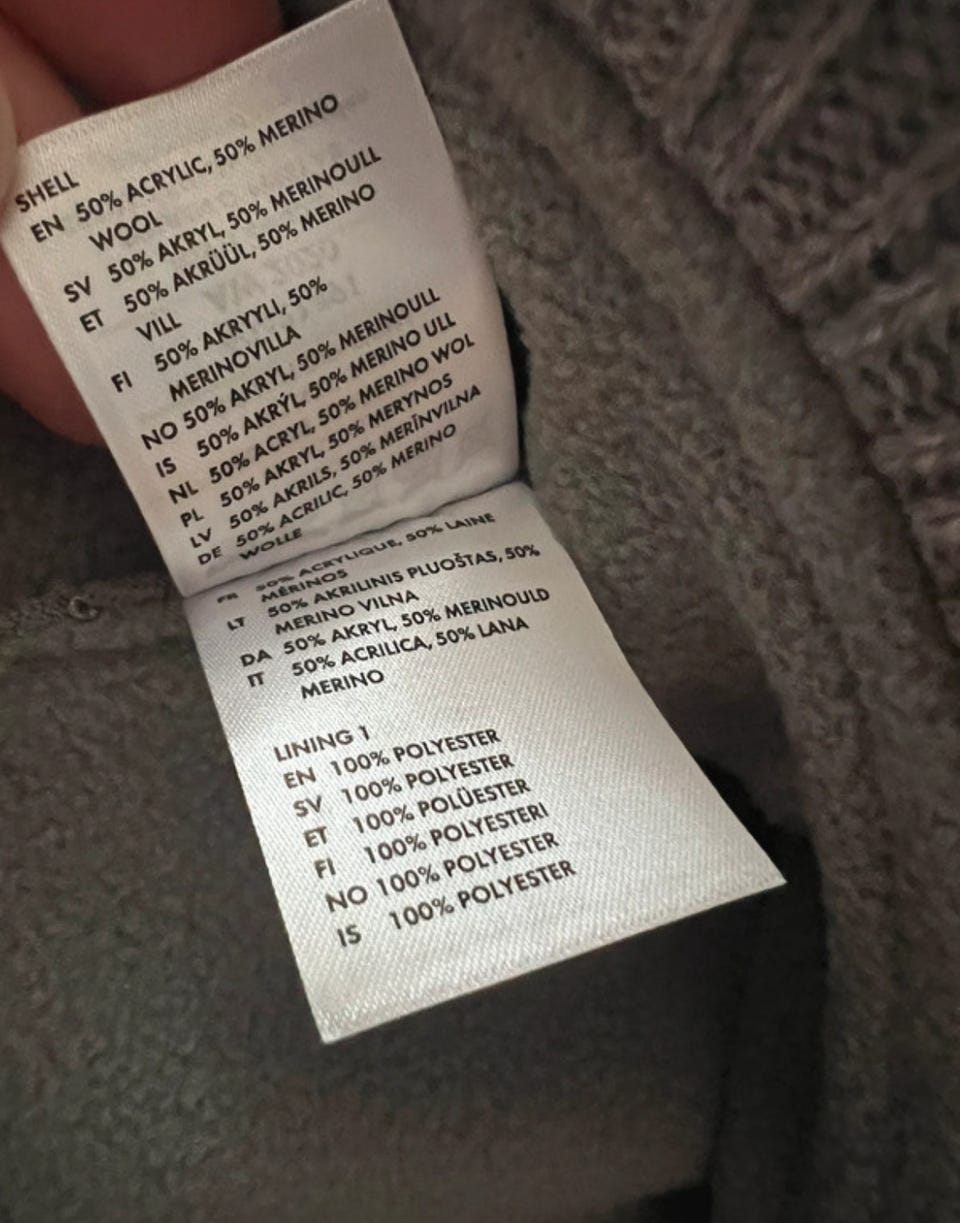 SHELL
EN 50% ACRYLIC, 50% MERINO
WOOL
SV 50% AKRYL, 50% MERINOULL
ET 50% AKRÜÜL, 50% MERINO
VILL
FI 50% AKRYYLI, 50%
MERINOVILLA
NO 50% AKRYL, 50% MERINOULL
IS 50% AKRÝL, 50% MERINO ULL
NL 50% ACRYL, 50% MERINO WOL
PL 50% AKRYL, 50% MERYNOS
LV 50% AKRILS, 50% MERĪNVILNA
DE 50% ACRILIC, 50% MERINO
WOLLE
FR 50% ACRYLIQUE, 50% LAINE
MÉRINOS
LT 50% AKRILINIS PLUOŠTAS, 50%
MERINO VILNA
DA 50% AKRYL, 50% MERINOULD
IT 50% ACRILICA, 50% LANA
MERINO
LINING 1
EN 100% POLYESTER
SV 100% POLYESTER
ET 100% POLÜESTER
FI 100% POLYESTERI
NO 100% POLYESTER
IS 100% POLYESTER